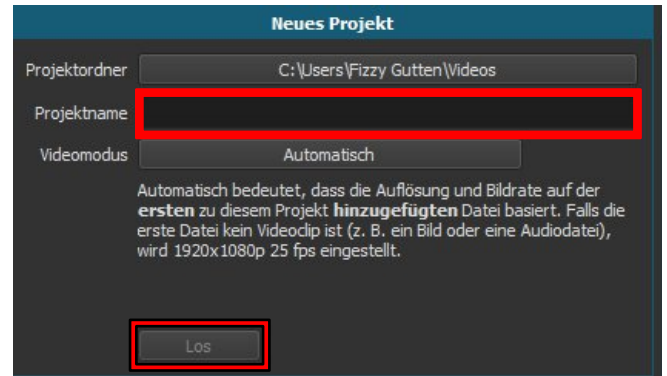 Neues Projekt
Projektordner C:\Users\Fizzy Gutten\Videos
Projektname
Videomodus Automatisch
Automatisch bedeutet, dass die Auflösung und Bildrate auf der
ersten zu diesem Projekt hinzugefügten Datei basiert. Falls die
erste Datei kein Videoclip ist (z. B. ein Bild oder eine Audiodatei),
wird 1920x1080p 25 fps eingestellt.
Los